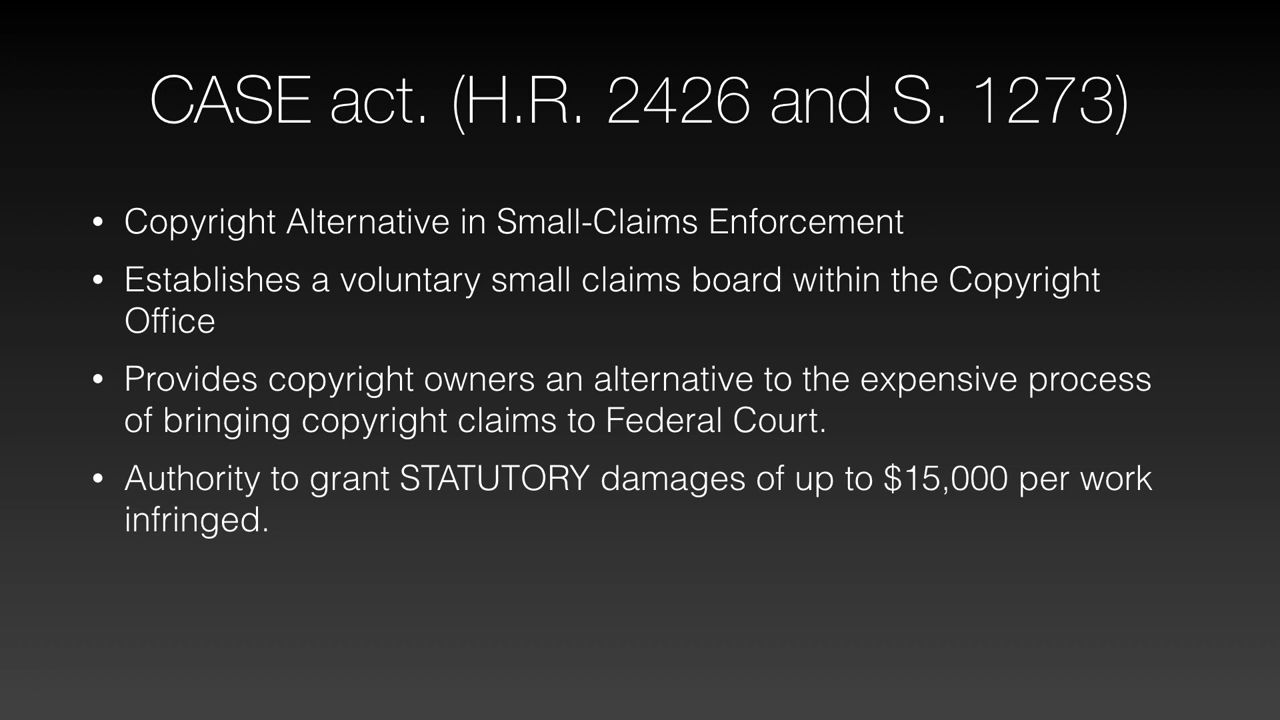 CASE act. (H.R. 2426 and S. 1273)
• Copyright Alternative in Small-Claims Enforcement
• Establishes a voluntary small claims board within the Copyright
Office
• Provides copyright owners an alternative to the expensive process
of bringing copyright claims to Federal Court.
• Authority to grant STATUTORY damages of up to $15,000 per work
infringed.